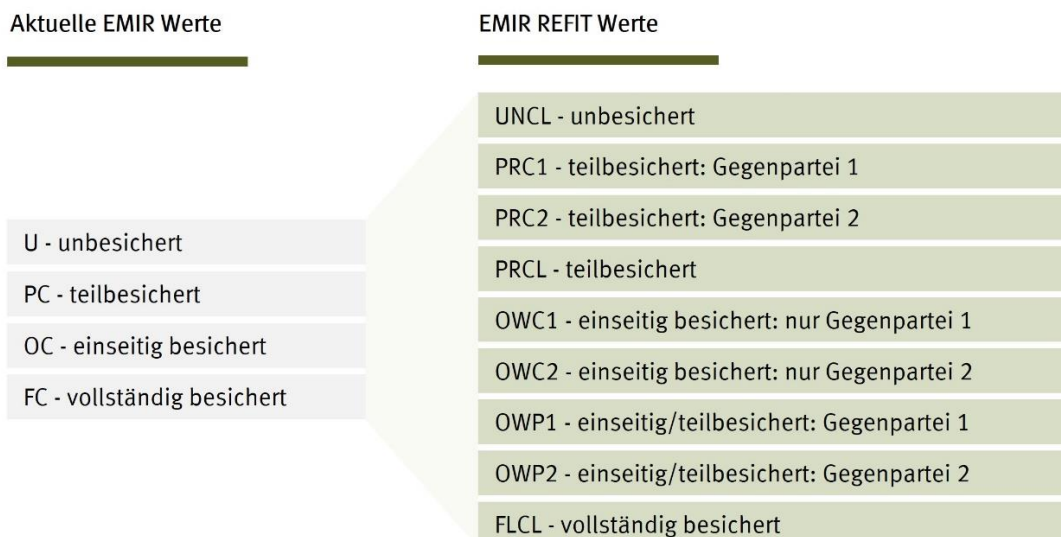 Aktuelle EMIR Werte
U - unbesichert
PC - teilbesichert
OC - einseitig besichert
FC - vollständig besichert
EMIR REFIT Werte
UNCL - unbesichert
PRC1 - teilbesichert: Gegenpartei 1
PRC2 - teilbesichert: Gegenpartei 2
PRCL - teilbesichert
OWC1 - einseitig besichert: nur Gegenpartei 1
OWC2 - einseitig besichert: nur Gegenpartei 2
OWP1 - einseitig/teilbesichert: Gegenpartei 1
OWP2 - einseitig/teilbesichert: Gegenpartei 2
FLCL - vollständig besichert